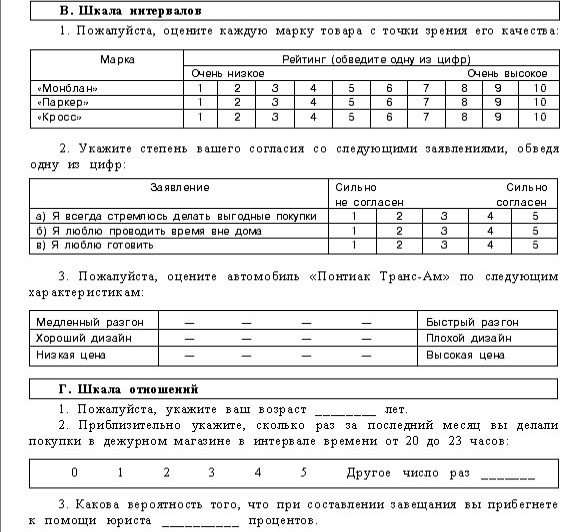 В. Шкала интервалов
1. Пожалуйста, оцените каждую марку товара с точки зрения его качества:
Марка Рейтинг (обведите одну из цифр)
Очень низкое Очень высокое
«Монблан» 1 2 3 4 5 6 7 8 9 10
«Паркер» 1 2 3 4 5 6 7 8 9 10
«Кросс» 1 2 3 4 5 6 7 8 9 10
2. Укажите степень вашего согласия со следующими заявлениями, обведя
одну из цифр:
Заявление Сильно Сильно
не согласен согласен
а) Я всегда стремлюсь делать выгодные покупки 1 2 3 4 5
б) Я люблю проводить время вне дома 1 2 3 4 5
в) Я люблю готовить 1 2 3 4 5
3. Пожалуйста, оцените автомобиль «Понтиак Транс-Ам» по следующим
характеристикам:
Медленный разгон — — — — Быстрый разгон
Хороший дизайн — — — — Плохой дизайн
Низкая цена — — — — Высокая цена
Г. Шкала отношений
1. Пожалуйста, укажите ваш возраст ________ лет.
2. Приблизительно укажите, сколько раз за последний месяц вы делали
покупки в дежурном магазине в интервале времени от 20 до 23 часов:
0 1 2 3 4 5 Другое число раз _______
3. Какова вероятность того, что при составлении завещания вы прибегнете
к помощи юриста __________ процентов.